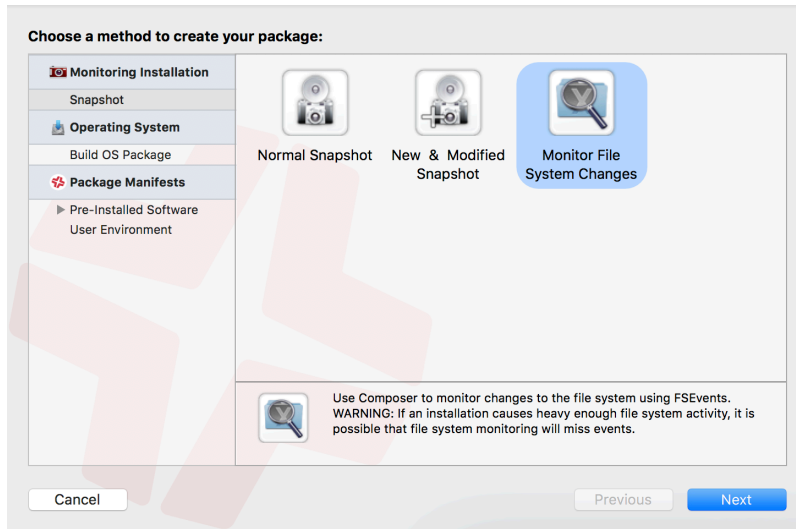 Choose a method to create your package:
Monitoring Installation
Snapshot
Operating System
Build OS Package
Package Manifests
Pre-Installed Software
User Environment
Normal Snapshot
New & Modified
Snapshot
Monitor File
System Changes
Use Composer to monitor changes to the file system using FSEvents.
WARNING: If an installation causes heavy enough file system activity, it is
possible that file system monitoring will miss events.
Cancel
Previous
Next